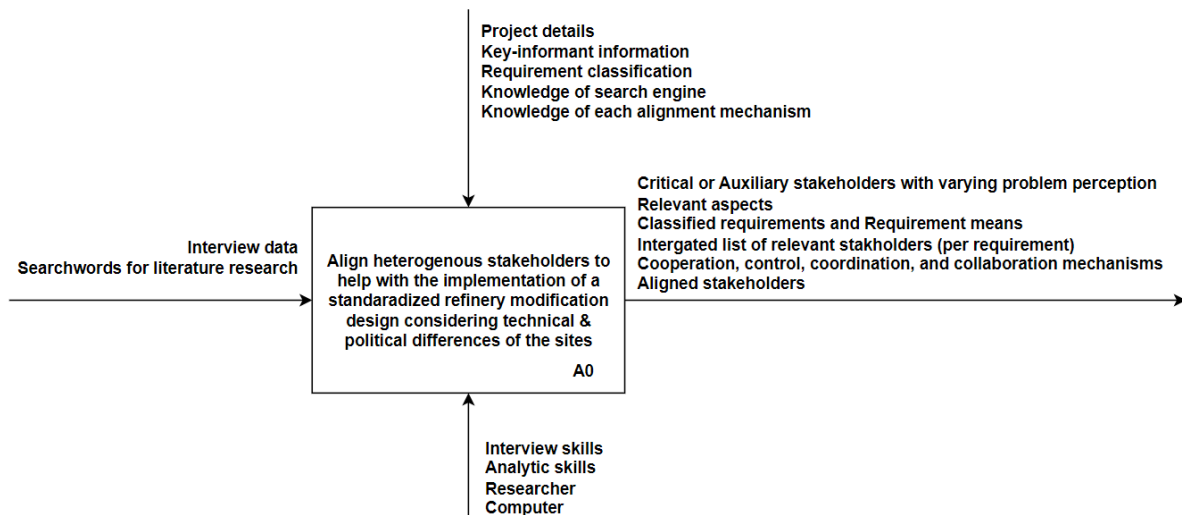 Project details
Key-informant information
Requirement classification
Knowledge of search engine
Knowledge of each alignment mechanism
Critical or Auxiliary stakeholders with varying problem perception
Relevant aspects
Classified requirements and Requirement means
Intergated list of relevant stakholders (per requirement)
Cooperation, control, coordination, and collaboration mechanisms
Aligned stakeholders
Interview data
Searchwords for literature research
Align heterogenous stakeholders to
help with the implementation of a
standaradized refinery modification
design considering technical &
political differences of the sites
A0
Interview skills
Analytic skills
Researcher
Computer